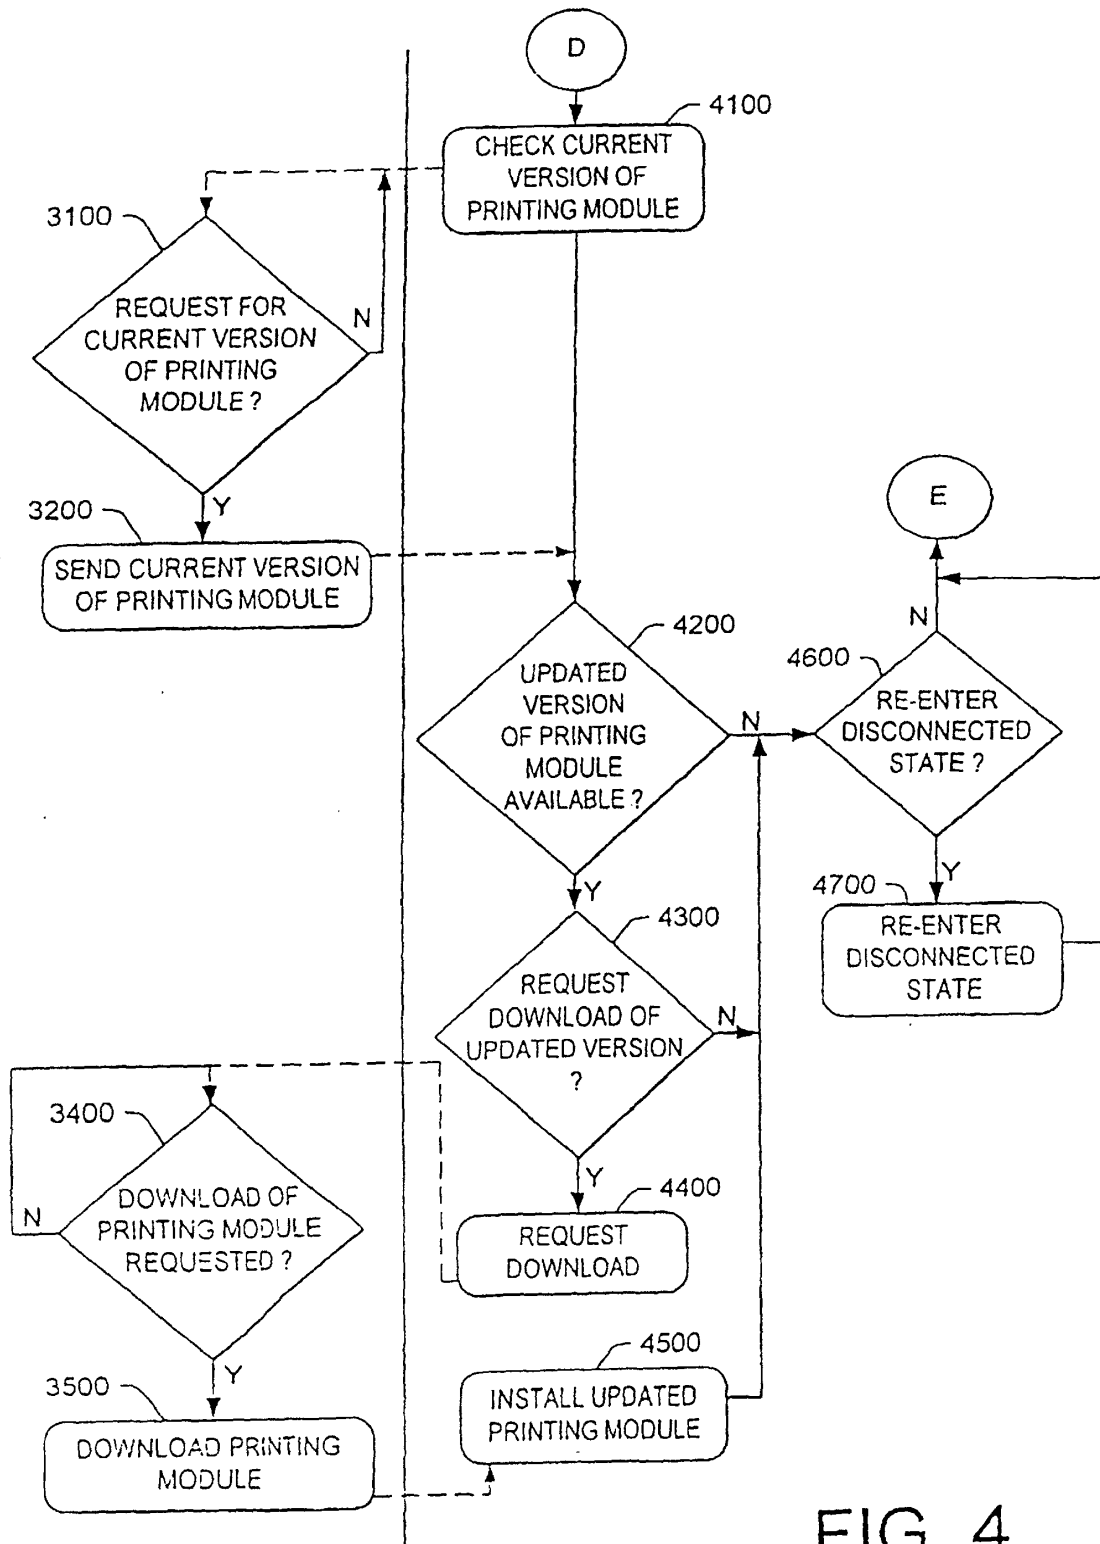 D
4100
CHECK CURRENT
VERSION OF
PRINTING MODULE
3100
REQUEST FOR
CURRENT VERSION
OF PRINTING
MODULE ?
N
Y
3200
SEND CURRENT VERSION
OF PRINTING MODULE
E
N
4200
UPDATED
VERSION
OF PRINTING
MODULE
AVAILABLE ?
N
Y
4600
RE-ENTER
DISCONNECTED
STATE ?
Y
4700
RE-ENTER
DISCONNECTED
STATE
4300
REQUEST
DOWNLOAD OF
UPDATED VERSION
?
N
Y
3400
DOWNLOAD OF
PRINTING MODULE
REQUESTED ?
N
Y
4400
REQUEST
DOWNLOAD
4500
INSTALL UPDATED
PRINTING MODULE
3500
DOWNLOAD PRINTING
MODULE
FIG. 4